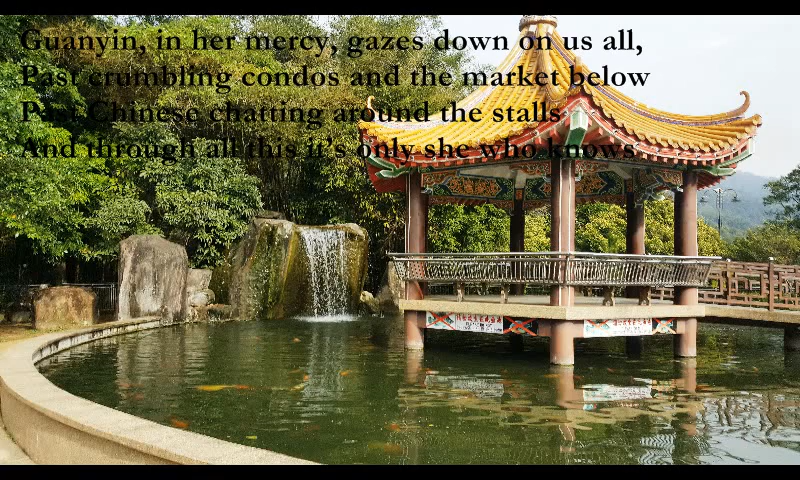 Guanyin, in her mercy, gazes down on us all,
Past crumbling condos and the market below
Past Chinese chatting around the stalls
And through all this it's only she who knows